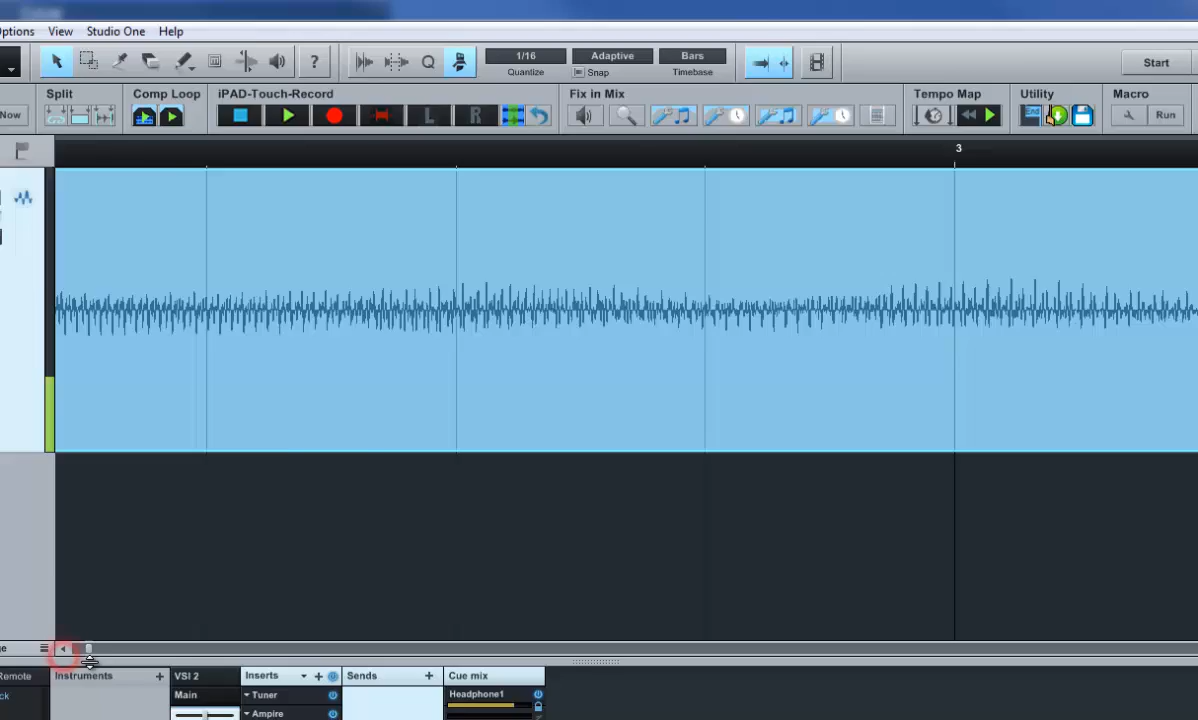 Options View Studio One Help
1/16 Adaptive Bars Start
Quantize Snap Timebase
Split Comp Loop iPAD-Touch-Record Fix in Mix Tempo Map Utility Macro
Now L R Run
3
Remote Instruments + VSI 2 Inserts + Sends + Cue mix
Main Tuner Headphone1
Ampire